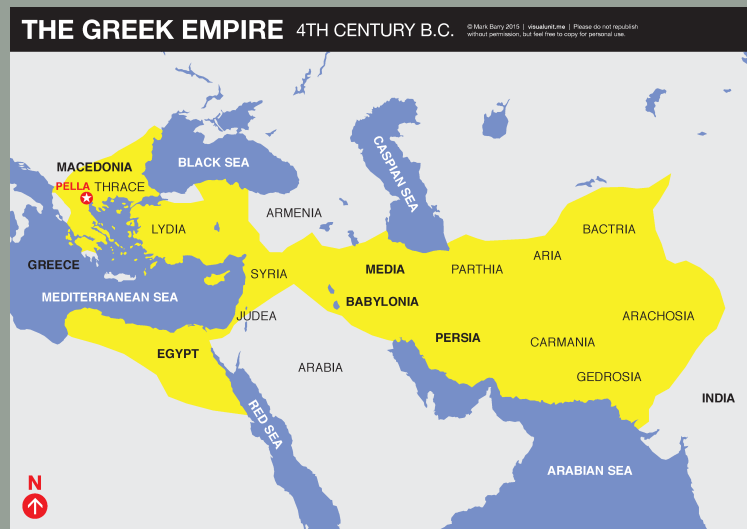 THE GREEK EMPIRE 4TH CENTURY B.C.
© Mark Barry 2015 | visualunit.me | Please do not republish
without permission, but feel free to copy for personal use.
MACEDONIA
BLACK SEA
CASPIAN SEA
PELLA THRACE
ARMENIA
LYDIA
BACTRIA
ARIA
GREECE
SYRIA
MEDIA
PARTHIA
MEDITERRANEAN SEA
BABYLONIA
JUDEA
ARACHOSIA
PERSIA
CARMANIA
EGYPT
ARABIA
GEDROSIA
INDIA
RED SEA
ARABIAN SEA
N